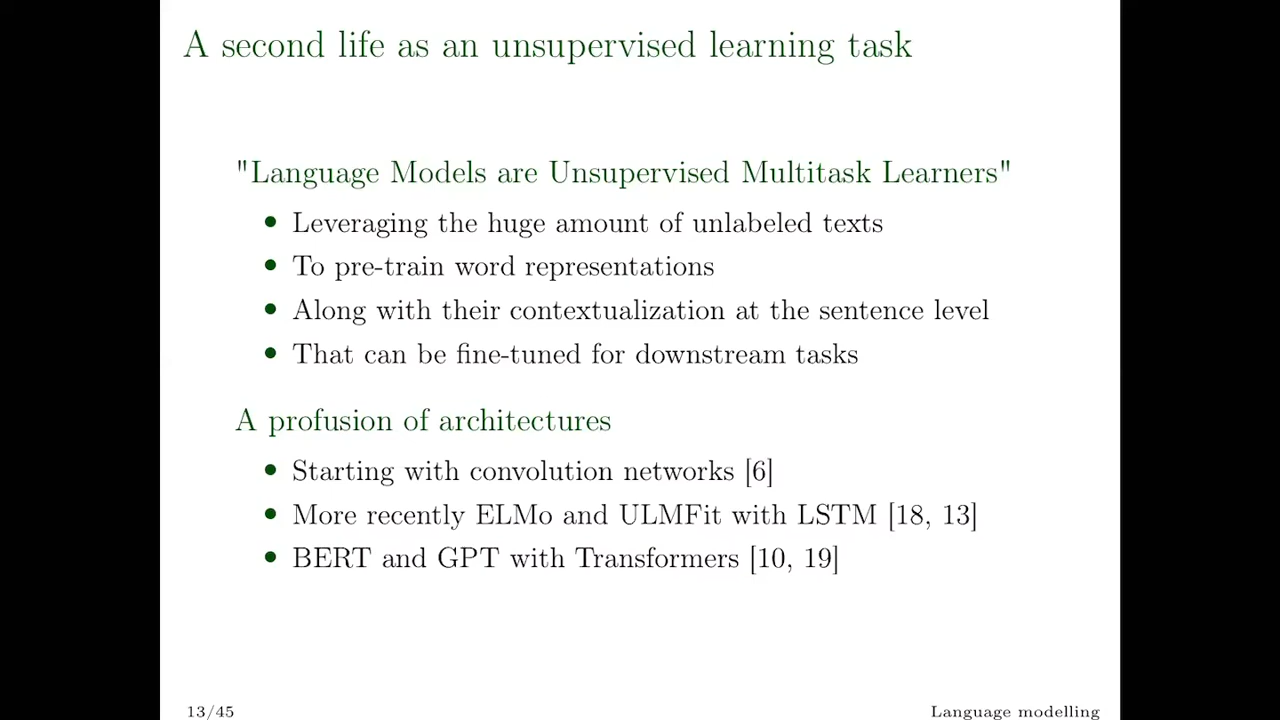 A second life as an unsupervised learning task
"Language Models are Unsupervised Multitask Learners"
• Leveraging the huge amount of unlabeled texts
• To pre-train word representations
• Along with their contextualization at the sentence level
• That can be fine-tuned for downstream tasks
A profusion of architectures
• Starting with convolution networks [6]
• More recently ELMo and ULMFit with LSTM [18, 13]
• BERT and GPT with Transformers [10, 19]
13/45
Language modelling